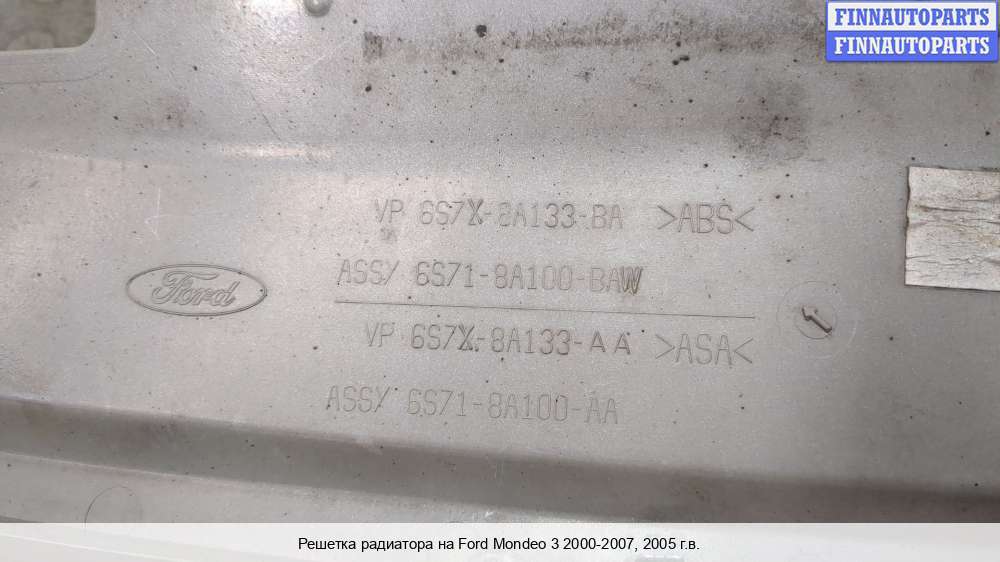 FINNAUTOPARTS
FINNAUTOPARTS
VP 6S7X-8A133-BA >ABS<
ASSY 6S71-8A100-BAW
Ford
VP 6S7X-8A133-AA >ASA<
ASSY 6S71-8A100-AA
Решетка радиатора на Ford Mondeo 3 2000-2007, 2005 г.в.